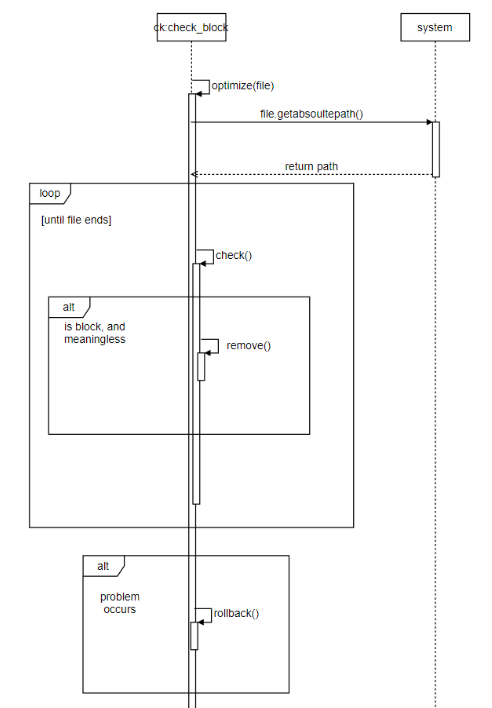 ck:check_block
system
optimize(file)
file.getabsoultepath()
return path
loop
[until file ends]
check()
alt
is block, and
meaningless
remove()
alt
problem
occurs
rollback()